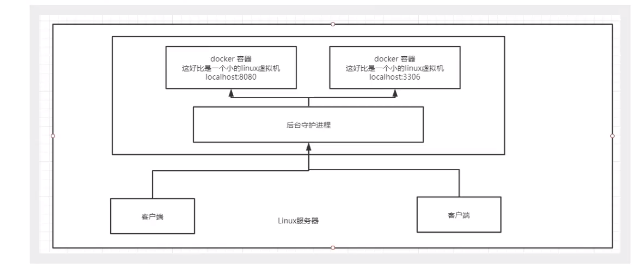 docker 容器
这好比是一个小的linux虚拟机
localhost:8080
docker 容器
这好比是一个小的linux虚拟机
localhost:3306
后台守护进程
客户端
Linux服务器
客户端